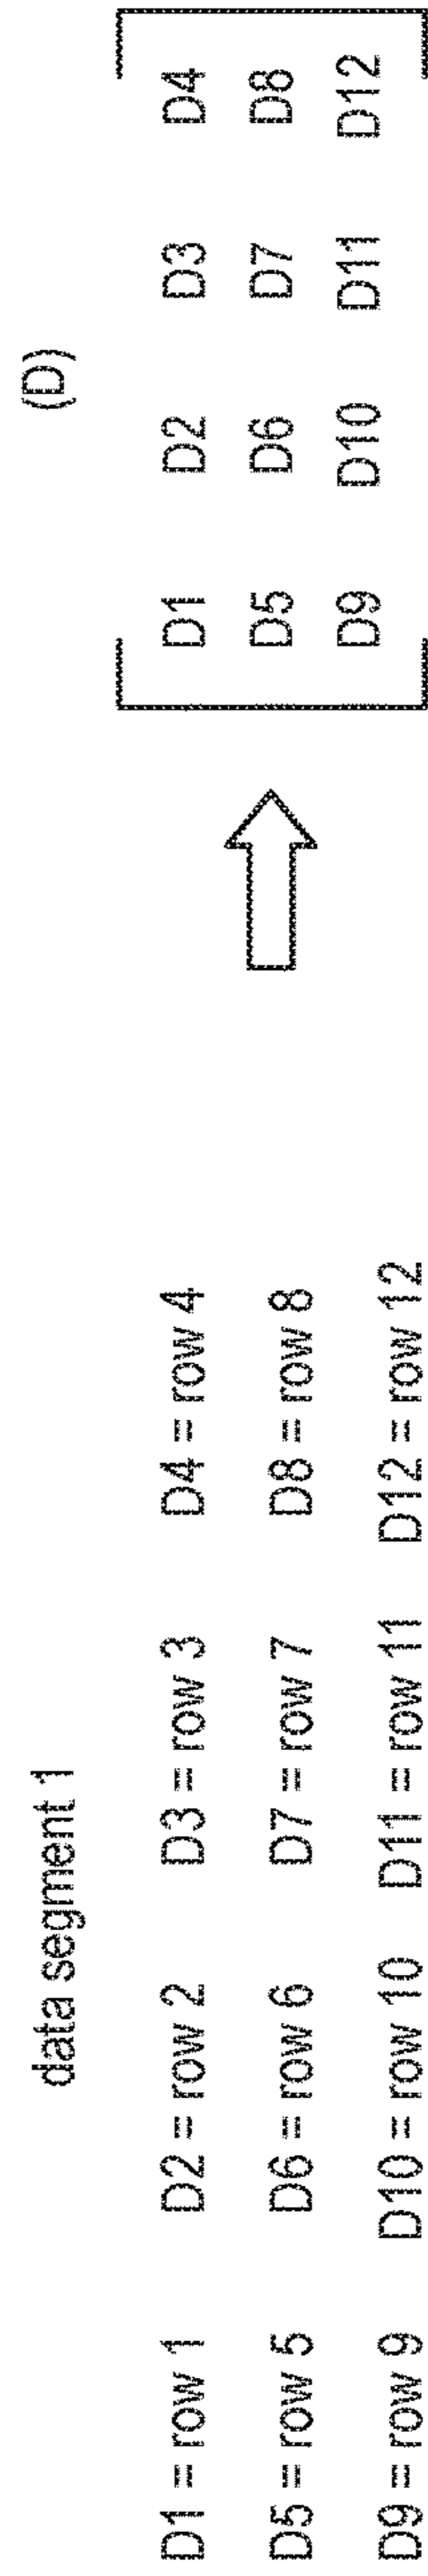 data segment 1
D1 = row 1 D2 = row 2 D3 = row 3 D4 = row 4
D5 = row 5 D6 = row 6 D7 = row 7 D8 = row 8
D9 = row 9 D10 = row 10 D11 = row 11 D12 = row 12
(D)
D1 D2 D3 D4
D5 D6 D7 D8
D9 D10 D11 D12